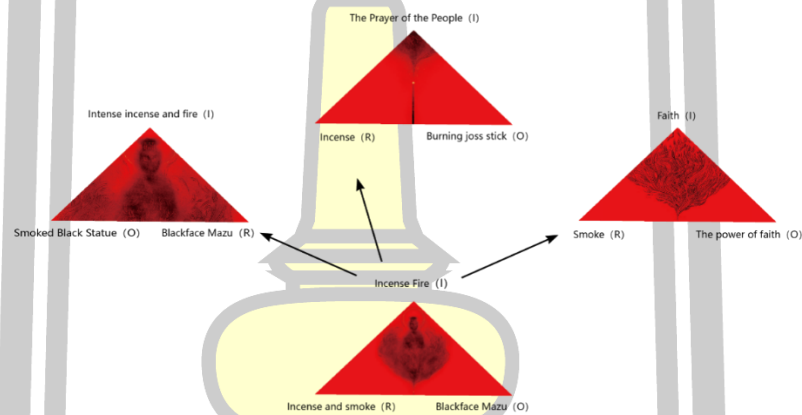 The Prayer of the People (I)
Incense (R)
Burning joss stick (O)
Intense incense and fire (I)
Smoked Black Statue (O)
Blackface Mazu (R)
Faith (I)
Smoke (R)
The power of faith (O)
Incense Fire (I)
Incense and smoke (R)
Blackface Mazu (O)